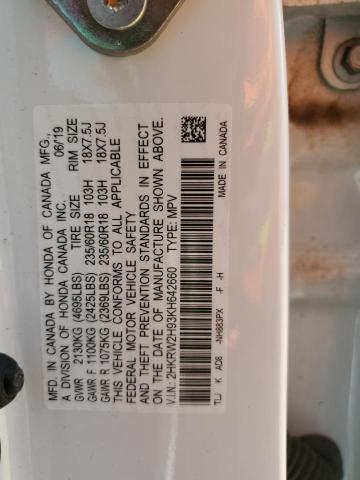 MFD. IN CANADA BY HONDA OF CANADA MFG.,
A DIVISION OF HONDA CANADA INC. 06/19
GVWR 2130KG (4695LBS) TIRE SIZE RIM SIZE
GAWR F 1100KG (2425LBS) 235/60R18 103H 18X7.5J
GAWR R 1075KG (2369LBS) 235/60R18 103H 18X7.5J
THIS VEHICLE CONFORMS TO ALL APPLICABLE
FEDERAL MOTOR VEHICLE SAFETY
AND THEFT PREVENTION STANDARDS IN EFFECT
ON THE DATE OF MANUFACTURE SHOWN ABOVE.
V.I.N: 2HKRW2H93KH642660 TYPE: MPV
TLJ K AD8 -NH883PX -F -H MADE IN CANADA